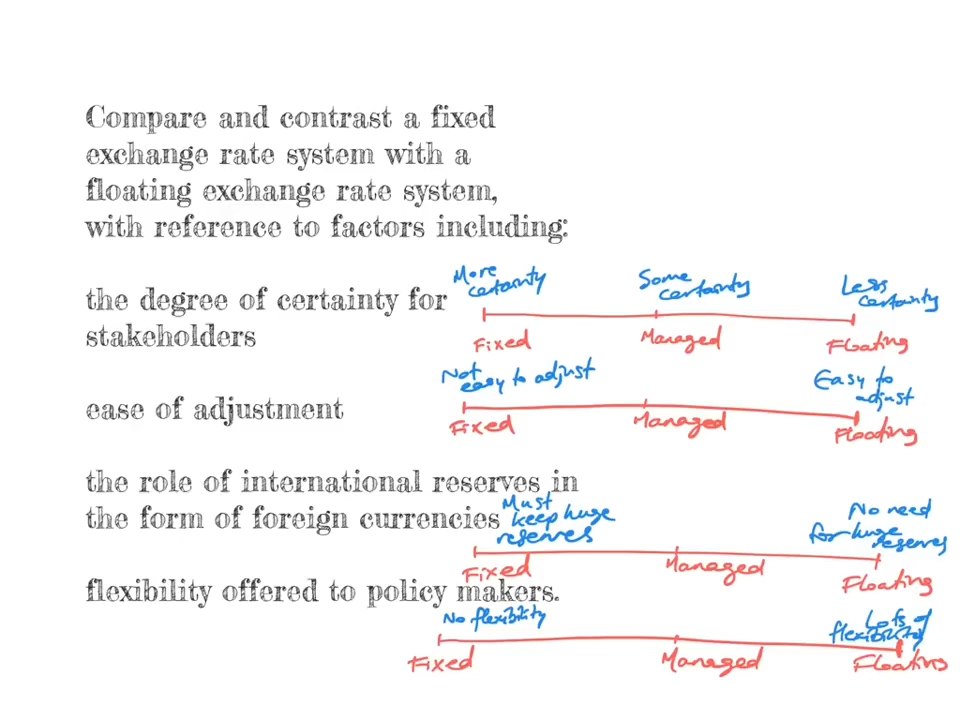 Compare and contrast a fixed
exchange rate system with a
floating exchange rate system,
with reference to factors including:
the degree of certainty for
stakeholders
More
certainty
Some
certainty
Less
certainty
Fixed
Managed
Floating
ease of adjustment
Not
easy to adjust
Easy to
adjust
Fixed
Managed
Floating
the role of international reserves in
the form of foreign currencies
Must
keep huge
reserves
No need
for huge
reserves
Fixed
Managed
Floating
flexibility offered to policy makers.
No flexibility
Lots of
flexibility
Fixed
Managed
Floating